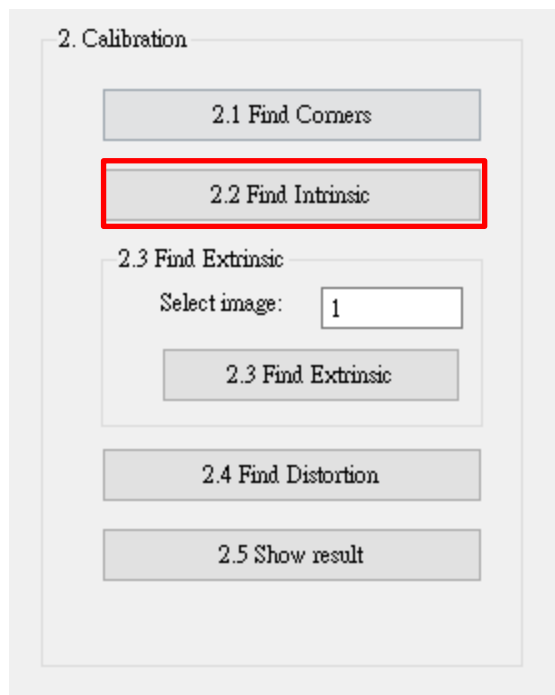 2. Calibration
2.1 Find Corners
2.2 Find Intrinsic
2.3 Find Extrinsic
Select image: 1
2.3 Find Extrinsic
2.4 Find Distortion
2.5 Show result